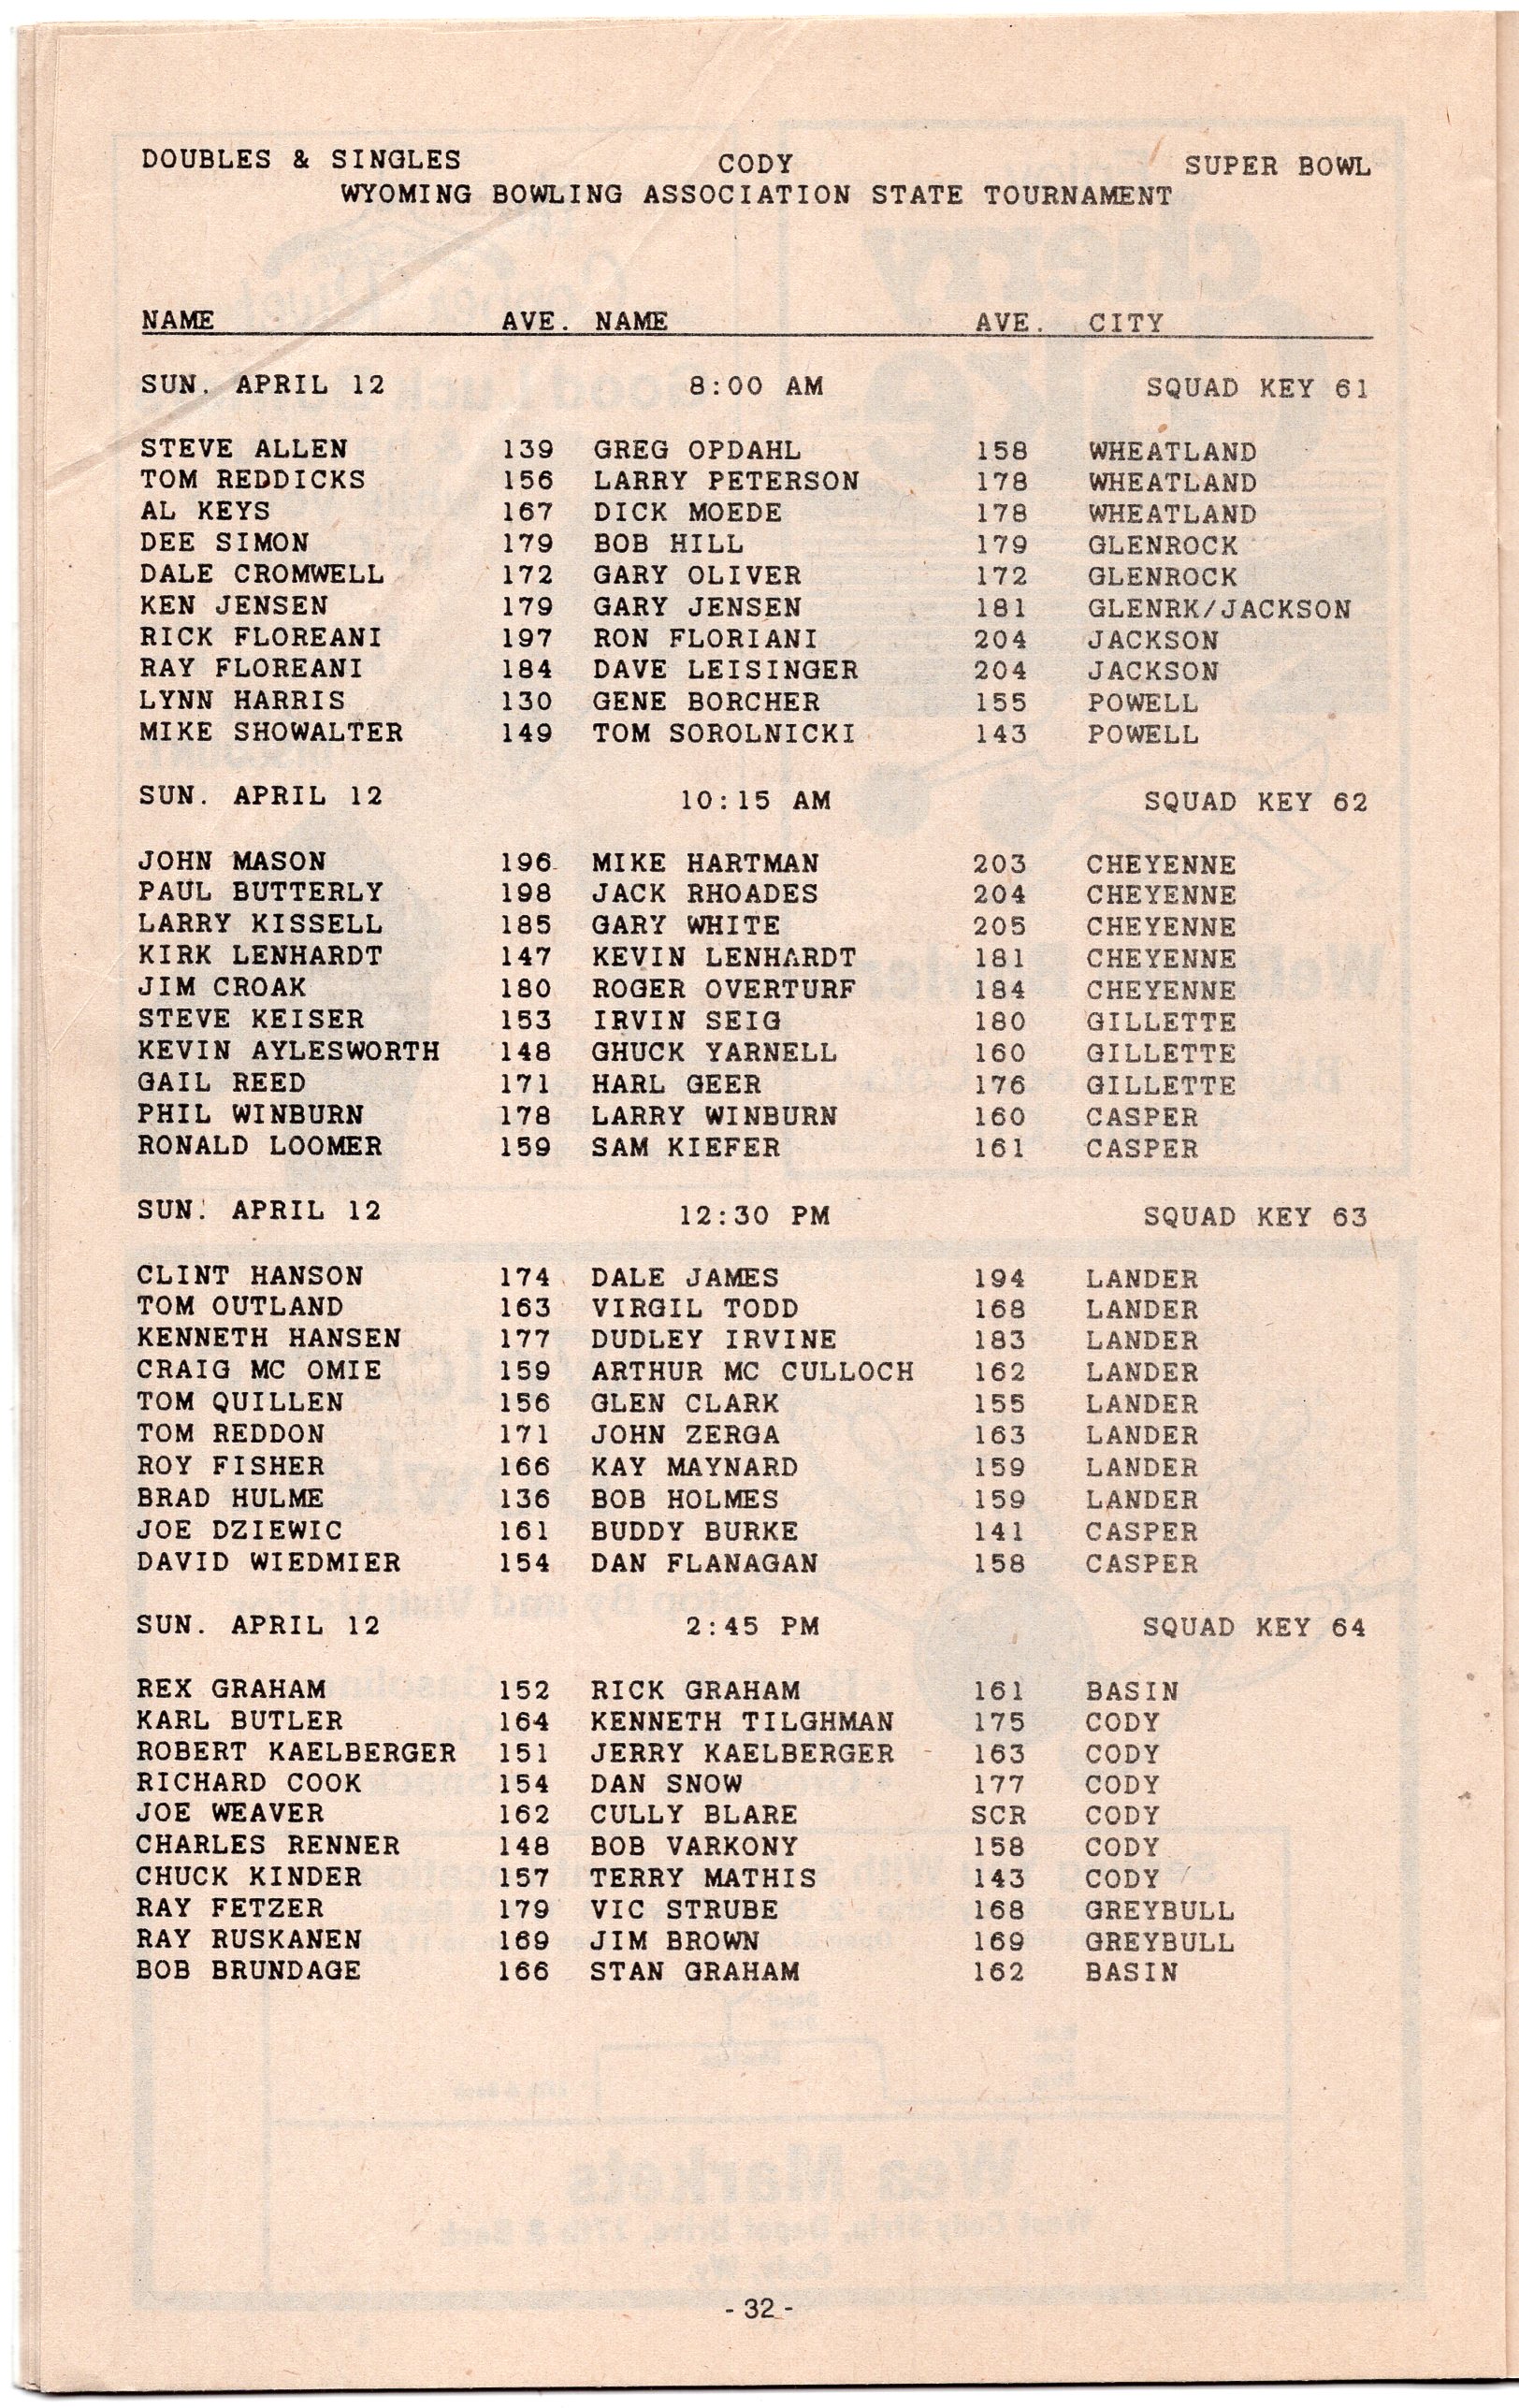 DOUBLES & SINGLES CODY SUPER BOWL
WYOMING BOWLING ASSOCIATION STATE TOURNAMENT
NAME AVE. NAME AVE. CITY
SUN. APRIL 12 8:00 AM SQUAD KEY 61
STEVE ALLEN 139 GREG OPDAHL 158 WHEATLAND
TOM REDDICKS 156 LARRY PETERSON 178 WHEATLAND
AL KEYS 167 DICK MOEDE 178 WHEATLAND
DEE SIMON 179 BOB HILL 179 GLENROCK
DALE CROMWELL 172 GARY OLIVER 172 GLENROCK
KEN JENSEN 179 GARY JENSEN 181 GLENRK/JACKSON
RICK FLOREANI 197 RON FLORIANI 204 JACKSON
RAY FLOREANI 184 DAVE LEISINGER 204 JACKSON
LYNN HARRIS 130 GENE BORCHER 155 POWELL
MIKE SHOWALTER 149 TOM SOROLNICKI 143 POWELL
SUN. APRIL 12 10:15 AM SQUAD KEY 62
JOHN MASON 196 MIKE HARTMAN 203 CHEYENNE
PAUL BUTTERLY 198 JACK RHOADES 204 CHEYENNE
LARRY KISSELL 185 GARY WHITE 205 CHEYENNE
KIRK LENHARDT 147 KEVIN LENHARDT 181 CHEYENNE
JIM CROAK 180 ROGER OVERTURF 184 CHEYENNE
STEVE KEISER 153 IRVIN SEIG 180 GILLETTE
KEVIN AYLESWORTH 148 GHUCK YARNELL 160 GILLETTE
GAIL REED 171 HARL GEER 176 GILLETTE
PHIL WINBURN 178 LARRY WINBURN 160 CASPER
RONALD LOOMER 159 SAM KIEFER 161 CASPER
SUN. APRIL 12 12:30 PM SQUAD KEY 63
CLINT HANSON 174 DALE JAMES 194 LANDER
TOM OUTLAND 163 VIRGIL TODD 168 LANDER
KENNETH HANSEN 177 DUDLEY IRVINE 183 LANDER
CRAIG MC OMIE 159 ARTHUR MC CULLOCH 162 LANDER
TOM QUILLEN 156 GLEN CLARK 155 LANDER
TOM REDDON 171 JOHN ZERGA 163 LANDER
ROY FISHER 166 KAY MAYNARD 159 LANDER
BRAD HULME 136 BOB HOLMES 159 LANDER
JOE DZIEWIC 161 BUDDY BURKE 141 CASPER
DAVID WIEDMIER 154 DAN FLANAGAN 158 CASPER
SUN. APRIL 12 2:45 PM SQUAD KEY 64
REX GRAHAM 152 RICK GRAHAM 161 BASIN
KARL BUTLER 164 KENNETH TILGHMAN 175 CODY
ROBERT KAELBERGER 151 JERRY KAELBERGER 163 CODY
RICHARD COOK 154 DAN SNOW 177 CODY
JOE WEAVER 162 CULLY BLARE SCR CODY
CHARLES RENNER 148 BOB VARKONY 158 CODY
CHUCK KINDER 157 TERRY MATHIS 143 CODY
RAY FETZER 179 VIC STRUBE 168 GREYBULL
RAY RUSKANEN 169 JIM BROWN 169 GREYBULL
BOB BRUNDAGE 166 STAN GRAHAM 162 BASIN
- 32 -